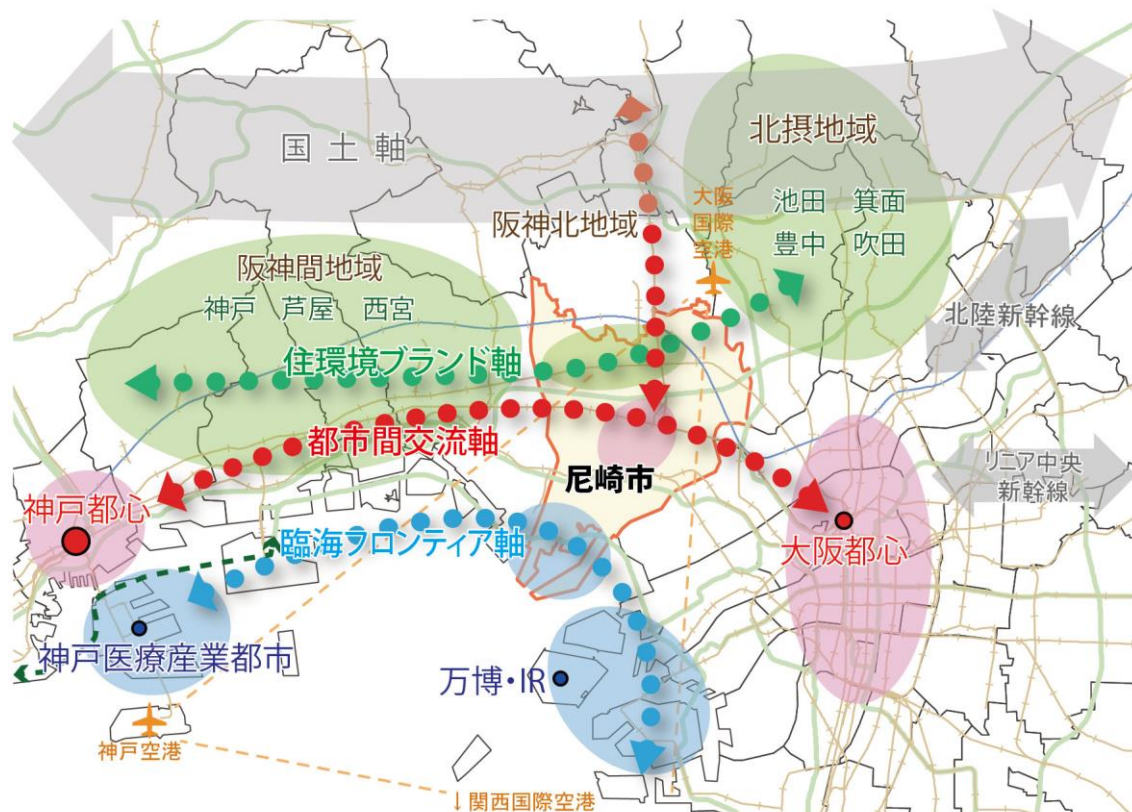 国土軸
北摂地域
池田 箕面
豊中 吹田
大阪
国際
空港
阪神北地域
阪神間地域
神戸 芦屋 西宮
北陸新幹線
住環境ブランド軸
都市間交流軸
リニア中央
新幹線
尼崎市
神戸都心
臨海フロンティア軸
大阪都心
神戸医療産業都市
万博・IR
神戸空港
↓関西国際空港